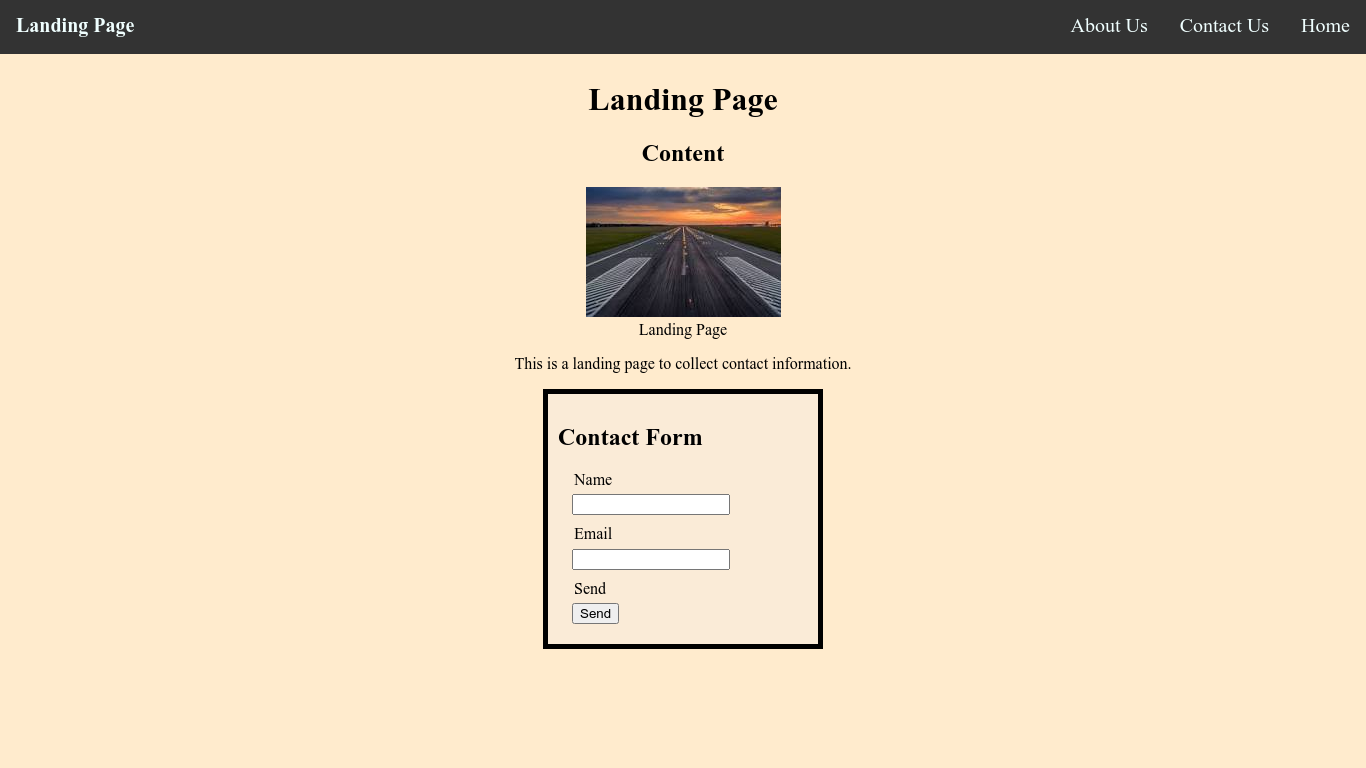 Landing Page
About Us Contact Us Home
Landing Page
Content
Landing Page
This is a landing page to collect contact information.
Contact Form
Name
Email
Send
Send